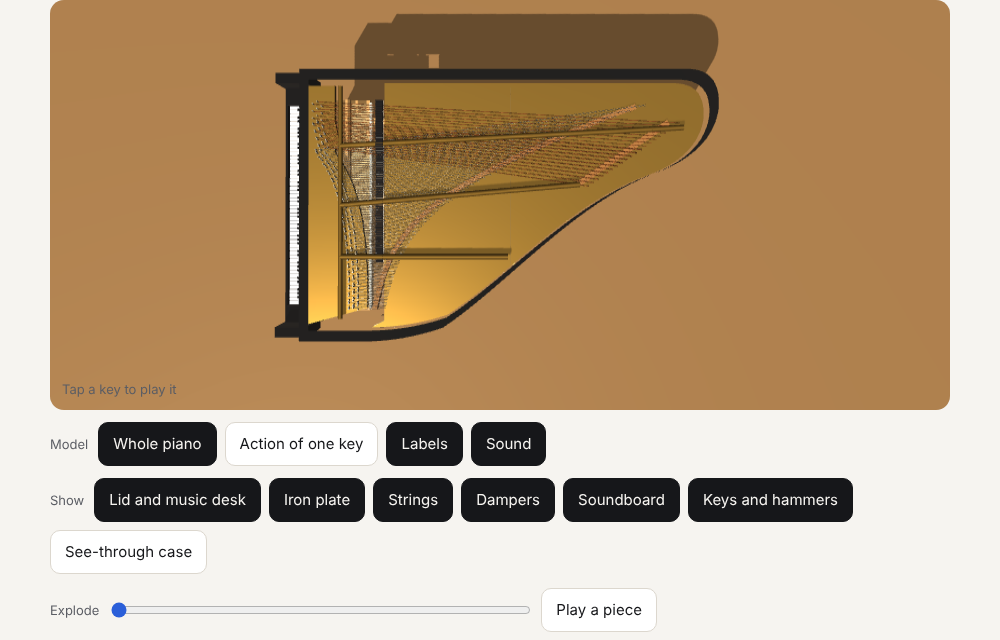 Tap a key to play it
Model Whole piano Action of one key Labels Sound
Show Lid and music desk Iron plate Strings Dampers Soundboard Keys and hammers
See-through case
Explode Play a piece